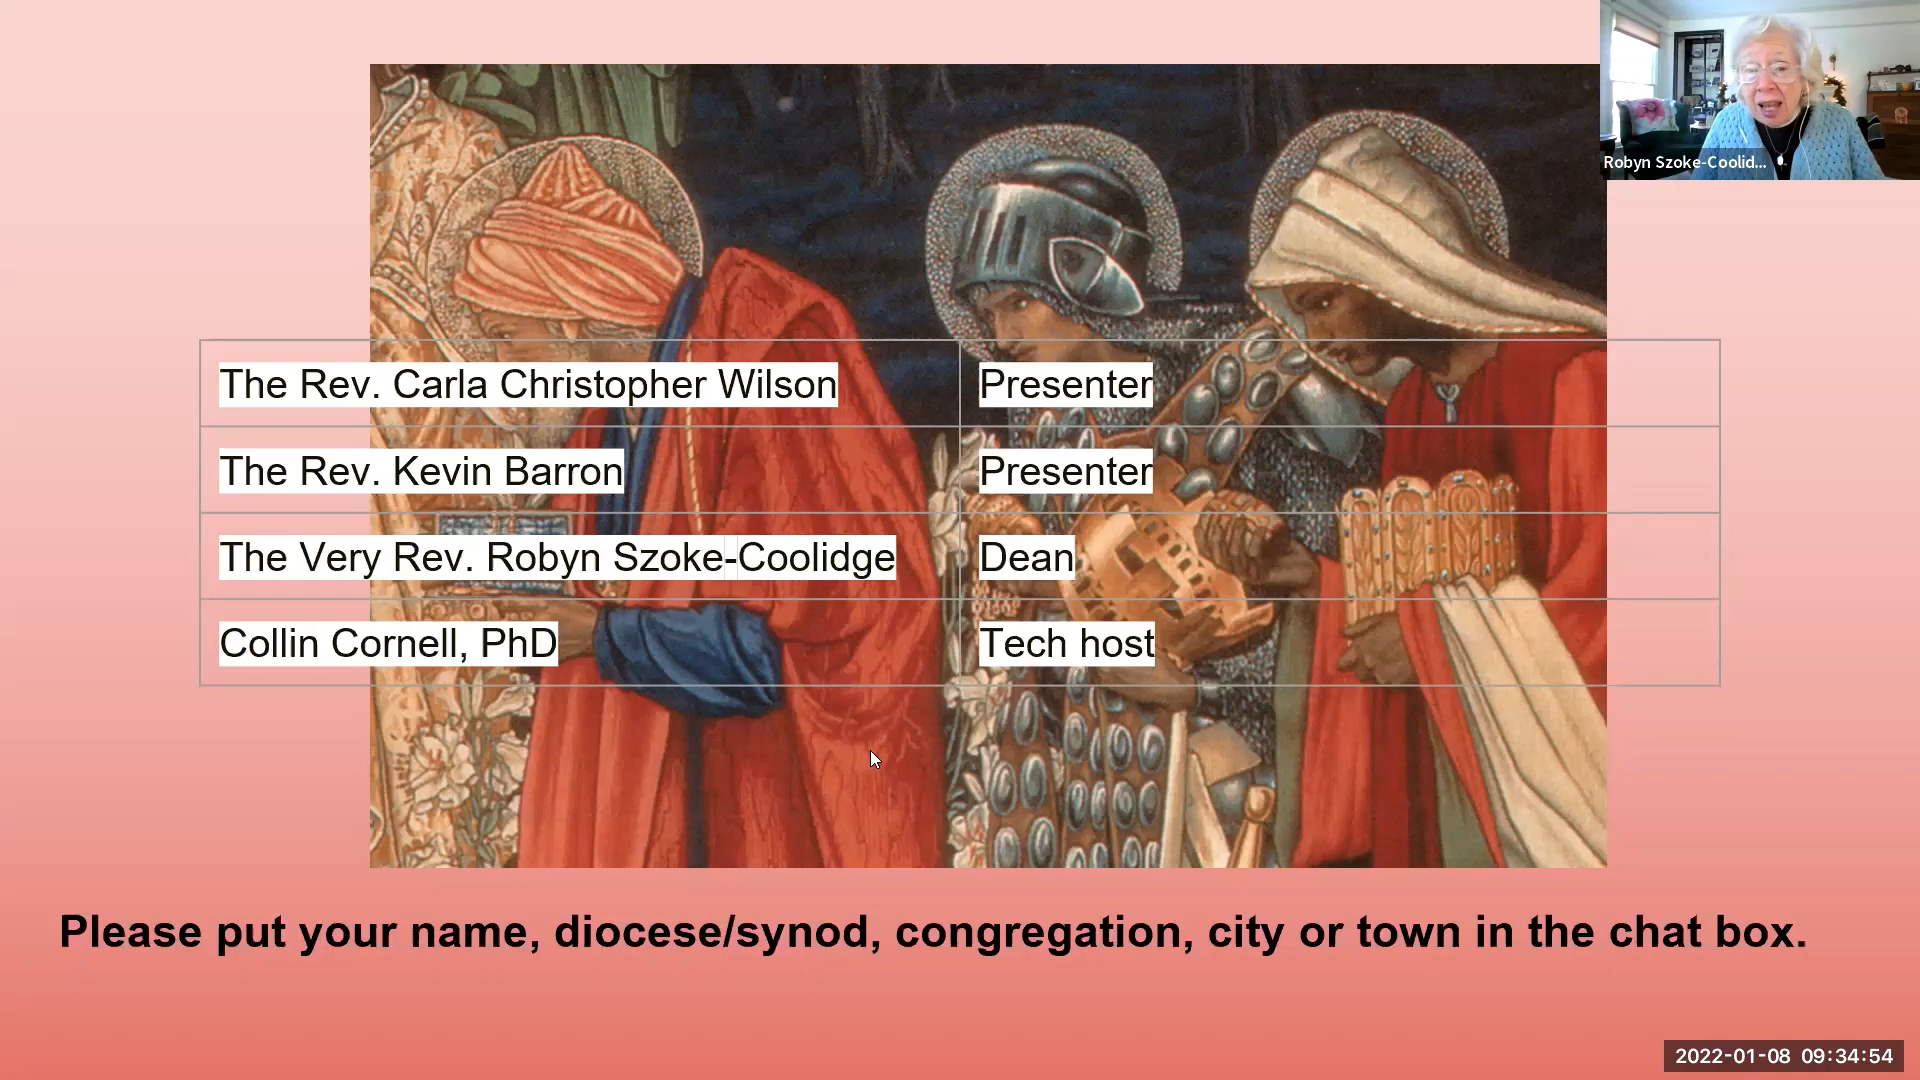 Robyn Szoke-Coolid...
The Rev. Carla Christopher Wilson Presenter
The Rev. Kevin Barron Presenter
The Very Rev. Robyn Szoke-Coolidge Dean
Collin Cornell, PhD Tech host
Please put your name, diocese/synod, congregation, city or town in the chat box.
2022-01-08 09:34:54